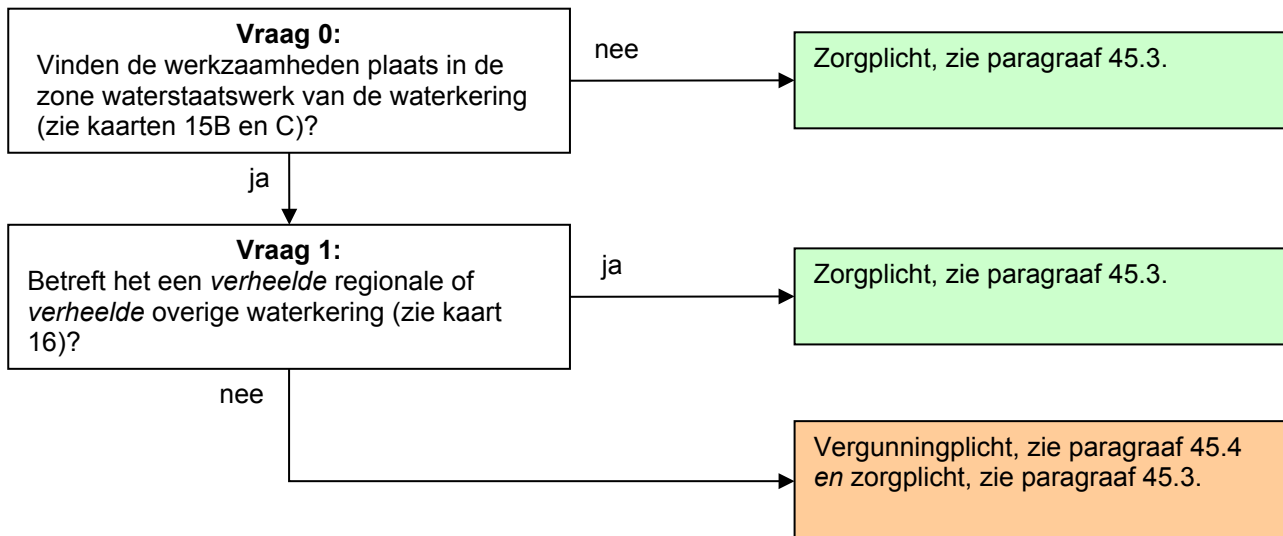 Vraag 0:
Vinden de werkzaamheden plaats in de
zone waterstaatswerk van de waterkering
(zie kaarten 15B en C)?
nee
Zorgplicht, zie paragraaf 45.3.
ja
Vraag 1:
Betreft het een verheelde regionale of
verheelde overige waterkering (zie kaart
16)?
ja
Zorgplicht, zie paragraaf 45.3.
nee
Vergunningplicht, zie paragraaf 45.4
en zorgplicht, zie paragraaf 45.3.